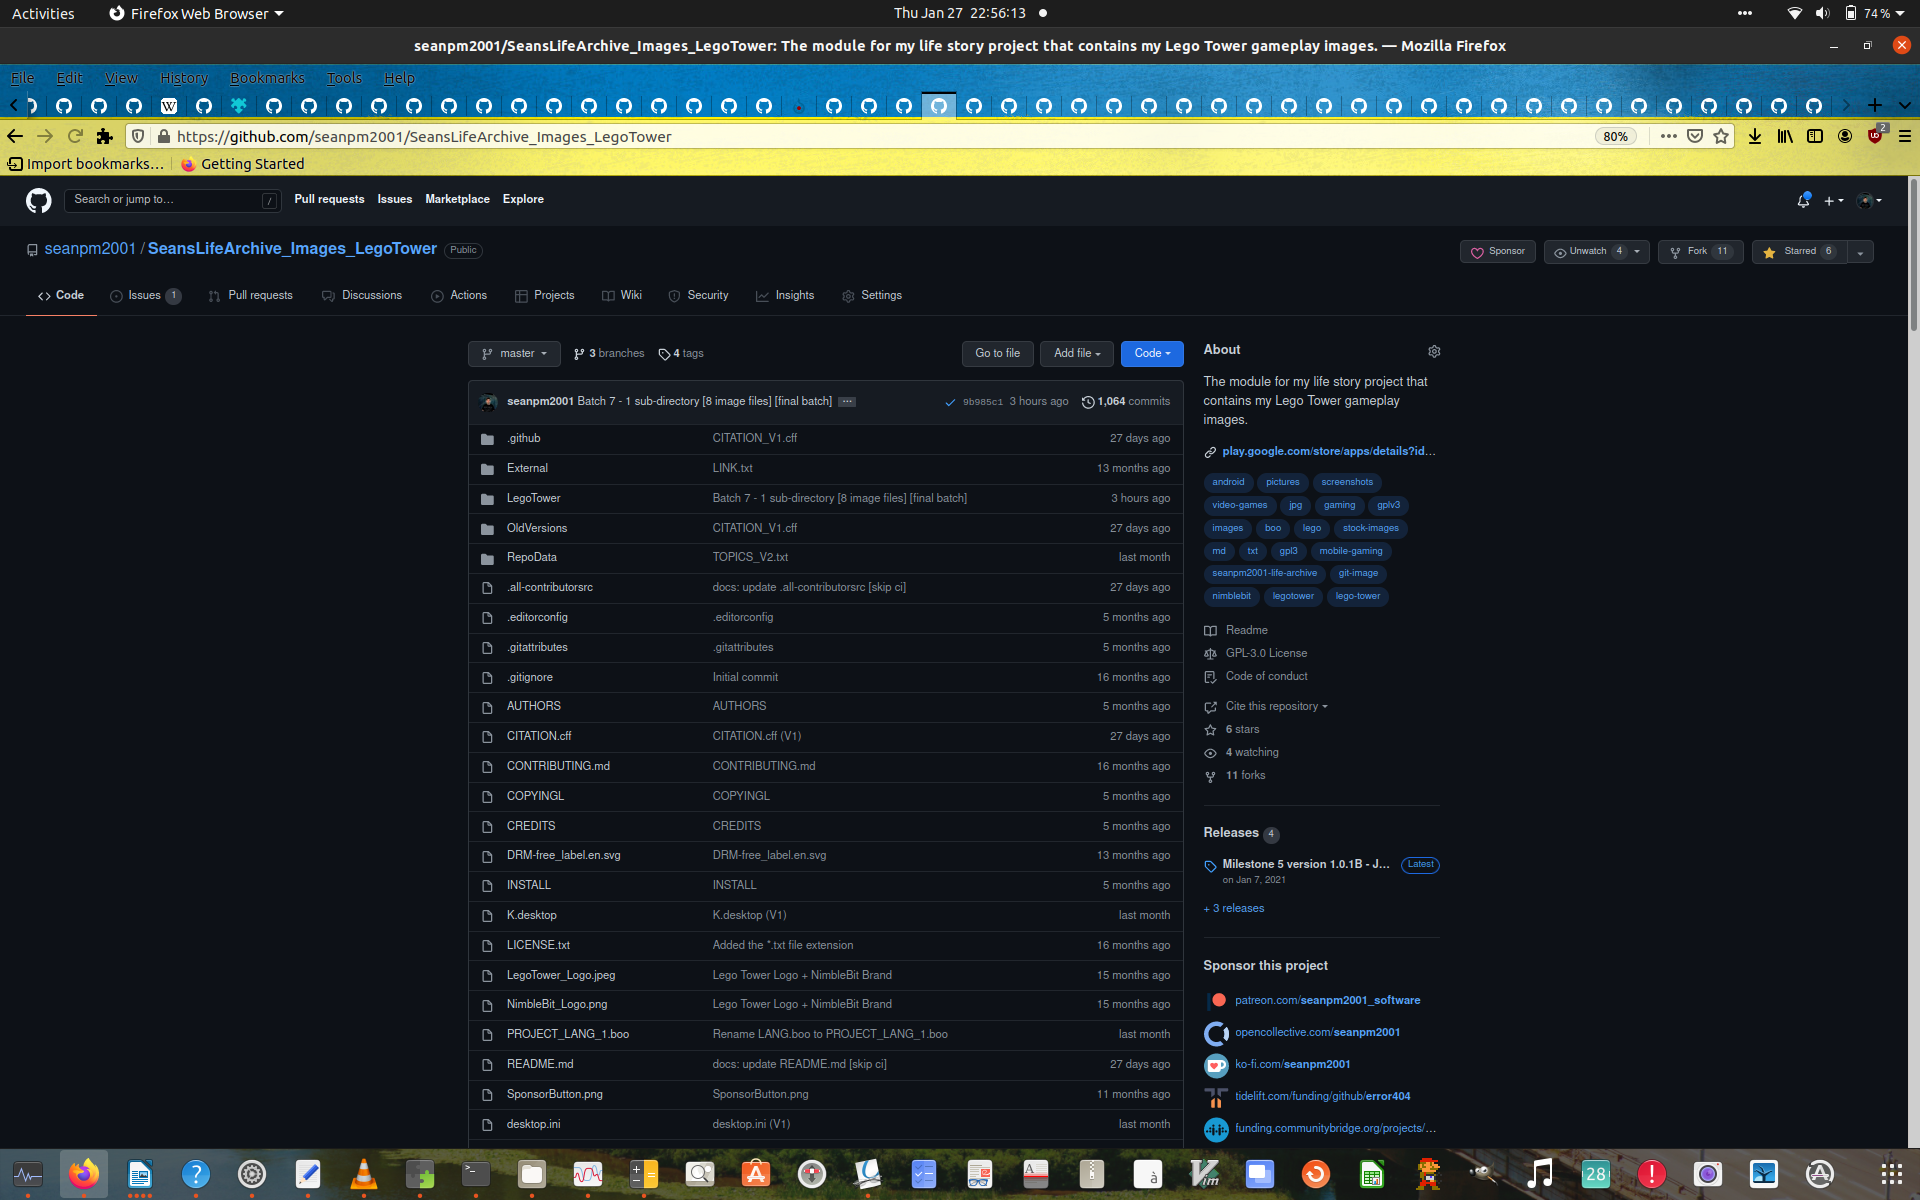 Activities
Firefox Web Browser
Thu Jan 27 22:56:13
74 %
seanpm2001/SeansLifeArchive_Images_LegoTower: The module for my life story project that contains my Lego Tower gameplay images. — Mozilla Firefox
File Edit View History Bookmarks Tools Help
W
https://github.com/seanpm2001/SeansLifeArchive_Images_LegoTower
80%
2
Import bookmarks...
Getting Started
Search or jump to...
/
Pull requests
Issues
Marketplace
Explore
seanpm2001 / SeansLifeArchive_Images_LegoTower
Public
Sponsor
Unwatch 4
Fork 11
Starred 6
Code
Issues 1
Pull requests
Discussions
Actions
Projects
Wiki
Security
Insights
Settings
master
3 branches
4 tags
Go to file
Add file
Code
seanpm2001 Batch 7 - 1 sub-directory [8 image files] [final batch] ...
9b985c1 3 hours ago
1,064 commits
.github CITATION_V1.cff 27 days ago
External LINK.txt 13 months ago
LegoTower Batch 7 - 1 sub-directory [8 image files] [final batch] 3 hours ago
OldVersions CITATION_V1.cff 27 days ago
RepoData TOPICS_V2.txt last month
.all-contributorsrc docs: update .all-contributorsrc [skip ci] 27 days ago
.editorconfig .editorconfig 5 months ago
.gitattributes .gitattributes 5 months ago
.gitignore Initial commit 16 months ago
AUTHORS AUTHORS 5 months ago
CITATION.cff CITATION.cff (V1) 27 days ago
CONTRIBUTING.md CONTRIBUTING.md 16 months ago
COPYINGL COPYINGL 5 months ago
CREDITS CREDITS 5 months ago
DRM-free_label.en.svg DRM-free_label.en.svg 13 months ago
INSTALL INSTALL 5 months ago
K.desktop K.desktop (V1) last month
LICENSE.txt Added the *.txt file extension 16 months ago
LegoTower_Logo.jpeg Lego Tower Logo + NimbleBit Brand 15 months ago
NimbleBit_Logo.png Lego Tower Logo + NimbleBit Brand 15 months ago
PROJECT_LANG_1.boo Rename LANG.boo to PROJECT_LANG_1.boo last month
README.md docs: update README.md [skip ci] 27 days ago
SponsorButton.png SponsorButton.png 11 months ago
desktop.ini desktop.ini (V1) last month
About
The module for my life story project that
contains my Lego Tower gameplay
images.
play.google.com/store/apps/details?id...
android pictures screenshots
video-games jpg gaming gplv3
images boo lego stock-images
md txt gpl3 mobile-gaming
seanpm2001-life-archive git-image
nimblebit legotower lego-tower
Readme
GPL-3.0 License
Code of conduct
Cite this repository
6 stars
4 watching
11 forks
Releases 4
Milestone 5 version 1.0.1B - J...
Latest
on Jan 7, 2021
+ 3 releases
Sponsor this project
patreon.com/seanpm2001_software
opencollective.com/seanpm2001
ko-fi.com/seanpm2001
tidelift.com/funding/github/error404
funding.communitybridge.org/projects/...
?
>_
A
à
Vim
28
!
A